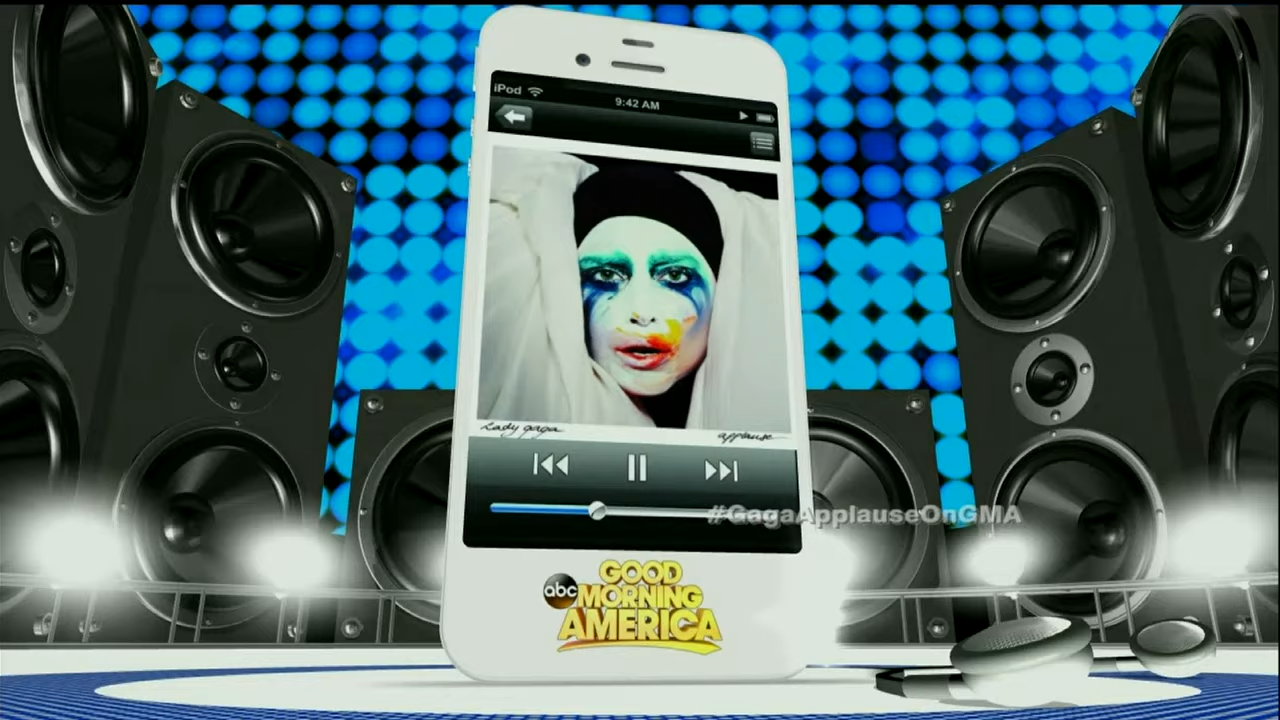 iPod
9:42 AM
Lady gaga
applause
#GagaApplauseOnGMA
abc
GOOD
MORNING
AMERICA